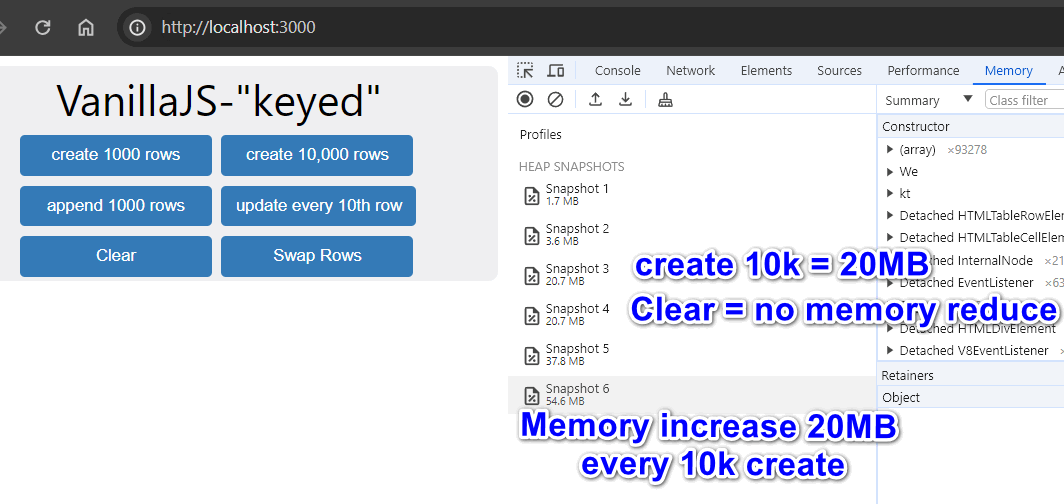 http://localhost:3000
VanillaJS-"keyed"
create 1000 rows
create 10,000 rows
append 1000 rows
update every 10th row
Clear
Swap Rows
Console
Network
Elements
Sources
Performance
Memory
Summary
Class filter
Profiles
HEAP SNAPSHOTS
Snapshot 1
1.7 MB
Snapshot 2
3.6 MB
Snapshot 3
20.7 MB
Snapshot 4
20.7 MB
Snapshot 5
37.8 MB
Snapshot 6
54.6 MB
Constructor
(array) ×93278
We
kt
Detached HTMLTableRowElem
Detached HTMLTableCellElem
Detached InternalNode ×21
Detached EventListener ×63
Detached HTMLDivElement
Detached V8EventListener ×
Retainers
Object
create 10k = 20MB
Clear = no memory reduce
Memory increase 20MB
every 10k create